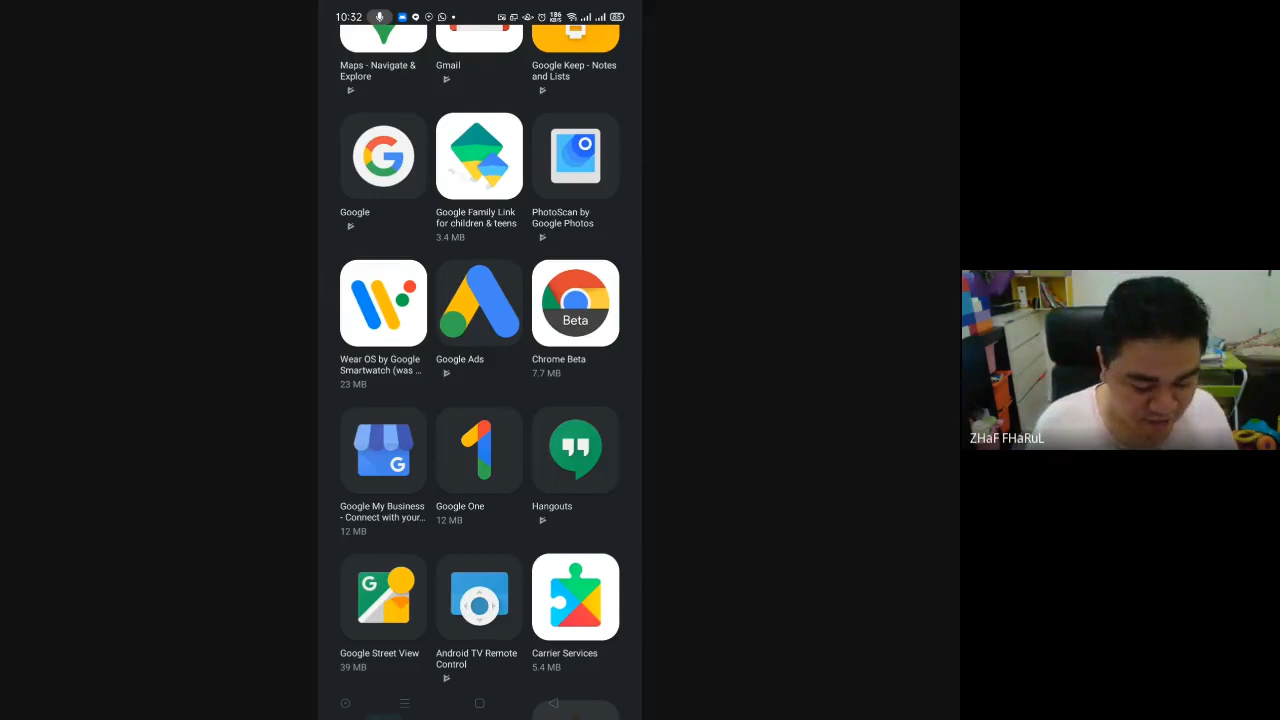 10:32
186
KB/S
85
Maps - Navigate &
Explore
Gmail
Google Keep - Notes
and Lists
Google
Google Family Link
for children & teens
3.4 MB
PhotoScan by
Google Photos
Wear OS by Google
Smartwatch (was ...
23 MB
Google Ads
Beta
Chrome Beta
7.7 MB
G
Google My Business
- Connect with your...
12 MB
Google One
12 MB
Hangouts
G
Google Street View
39 MB
Android TV Remote
Control
Carrier Services
5.4 MB
ZHaF FHaRuL